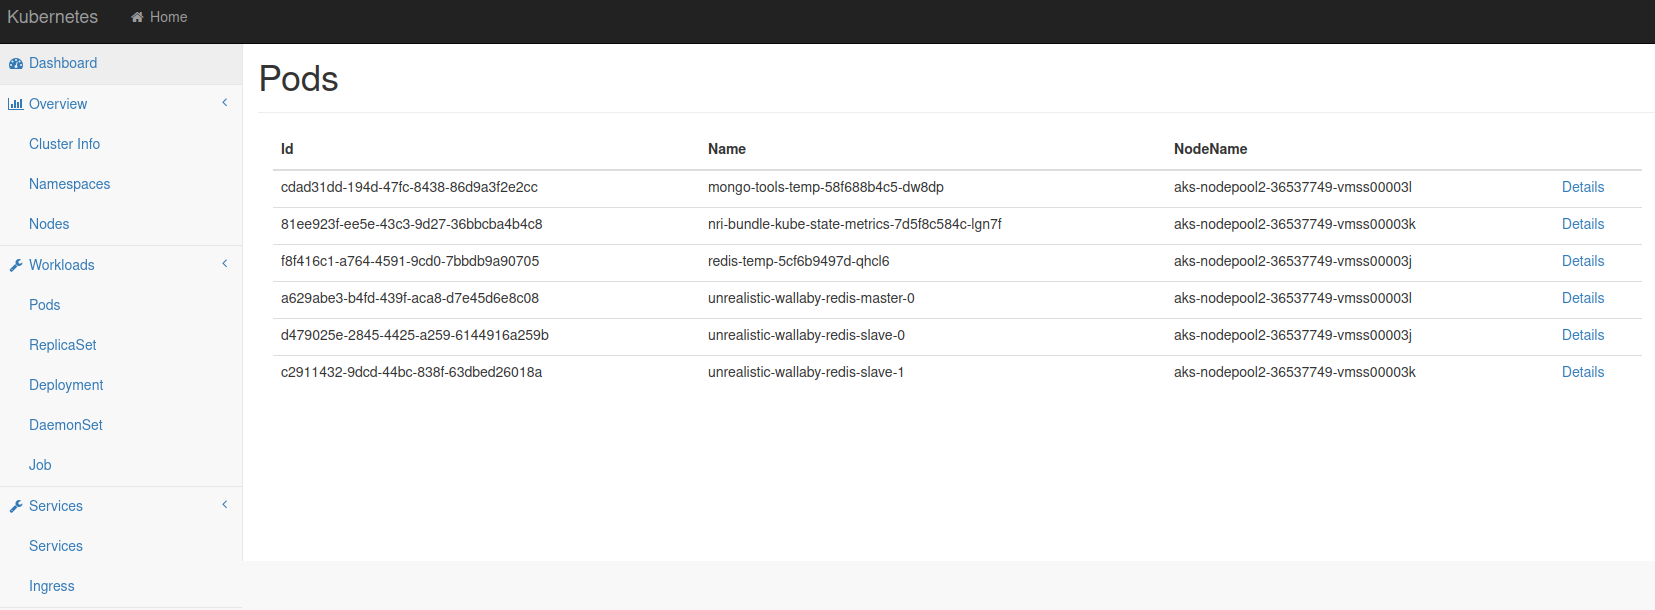 Kubernetes Home
Dashboard
Overview
Cluster Info
Namespaces
Nodes
Workloads
Pods
ReplicaSet
Deployment
DaemonSet
Job
Services
Services
Ingress
Pods
Id Name NodeName
cdad31dd-194d-47fc-8438-86d9a3f2e2cc mongo-tools-temp-58f688b4c5-dw8dp aks-nodepool2-36537749-vmss00003l Details
81ee923f-ee5e-43c3-9d27-36bbcba4b4c8 nri-bundle-kube-state-metrics-7d5f8c584c-lgn7f aks-nodepool2-36537749-vmss00003k Details
f8f416c1-a764-4591-9cd0-7bbdb9a90705 redis-temp-5cf6b9497d-qhcl6 aks-nodepool2-36537749-vmss00003j Details
a629abe3-b4fd-439f-aca8-d7e45d6e8c08 unrealistic-wallaby-redis-master-0 aks-nodepool2-36537749-vmss00003l Details
d479025e-2845-4425-a259-6144916a259b unrealistic-wallaby-redis-slave-0 aks-nodepool2-36537749-vmss00003j Details
c2911432-9dcd-44bc-838f-63dbed26018a unrealistic-wallaby-redis-slave-1 aks-nodepool2-36537749-vmss00003k Details